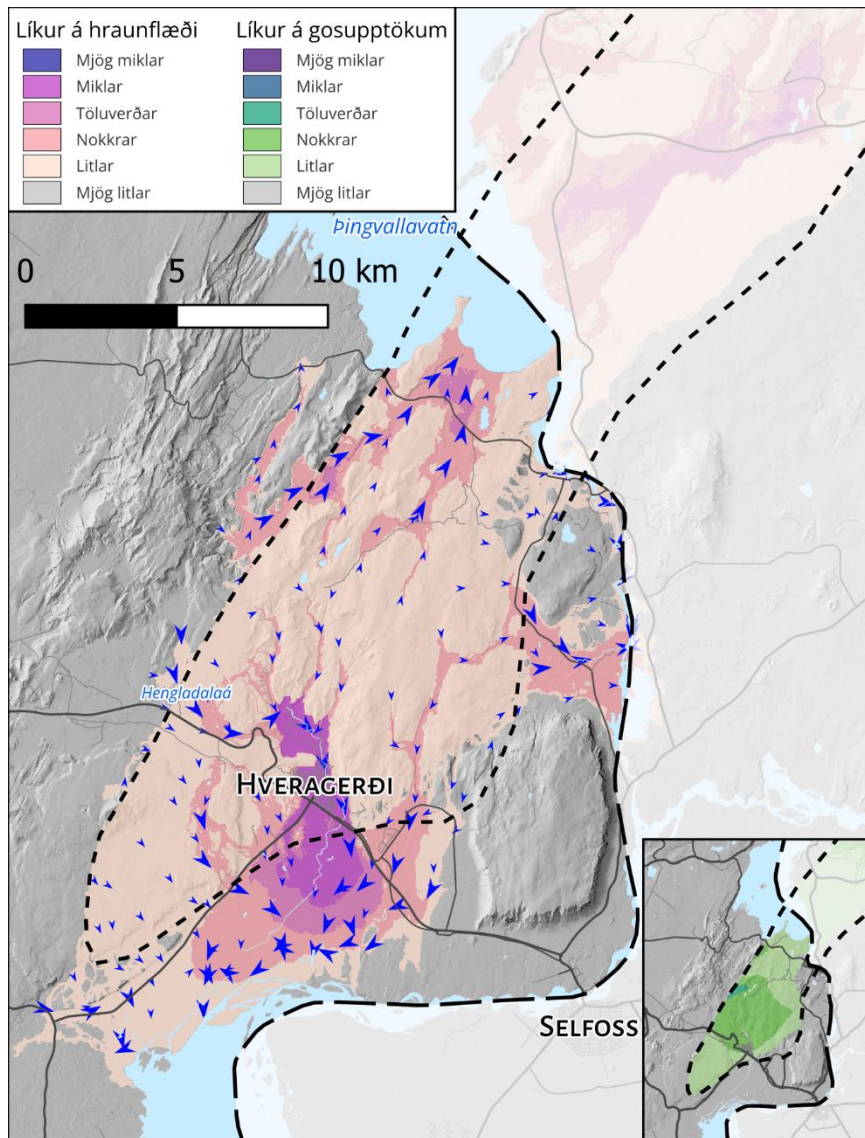 Líkur á hraunflæði
Mjög miklar
Miklar
Töluverðar
Nokkrar
Litlar
Mjög litlar
Líkur á gosupptökum
Mjög miklar
Miklar
Töluverðar
Nokkrar
Litlar
Mjög litlar
Þingvallavatn
0 5 10 km
Hengladalaá
Hveragerði
Selfoss